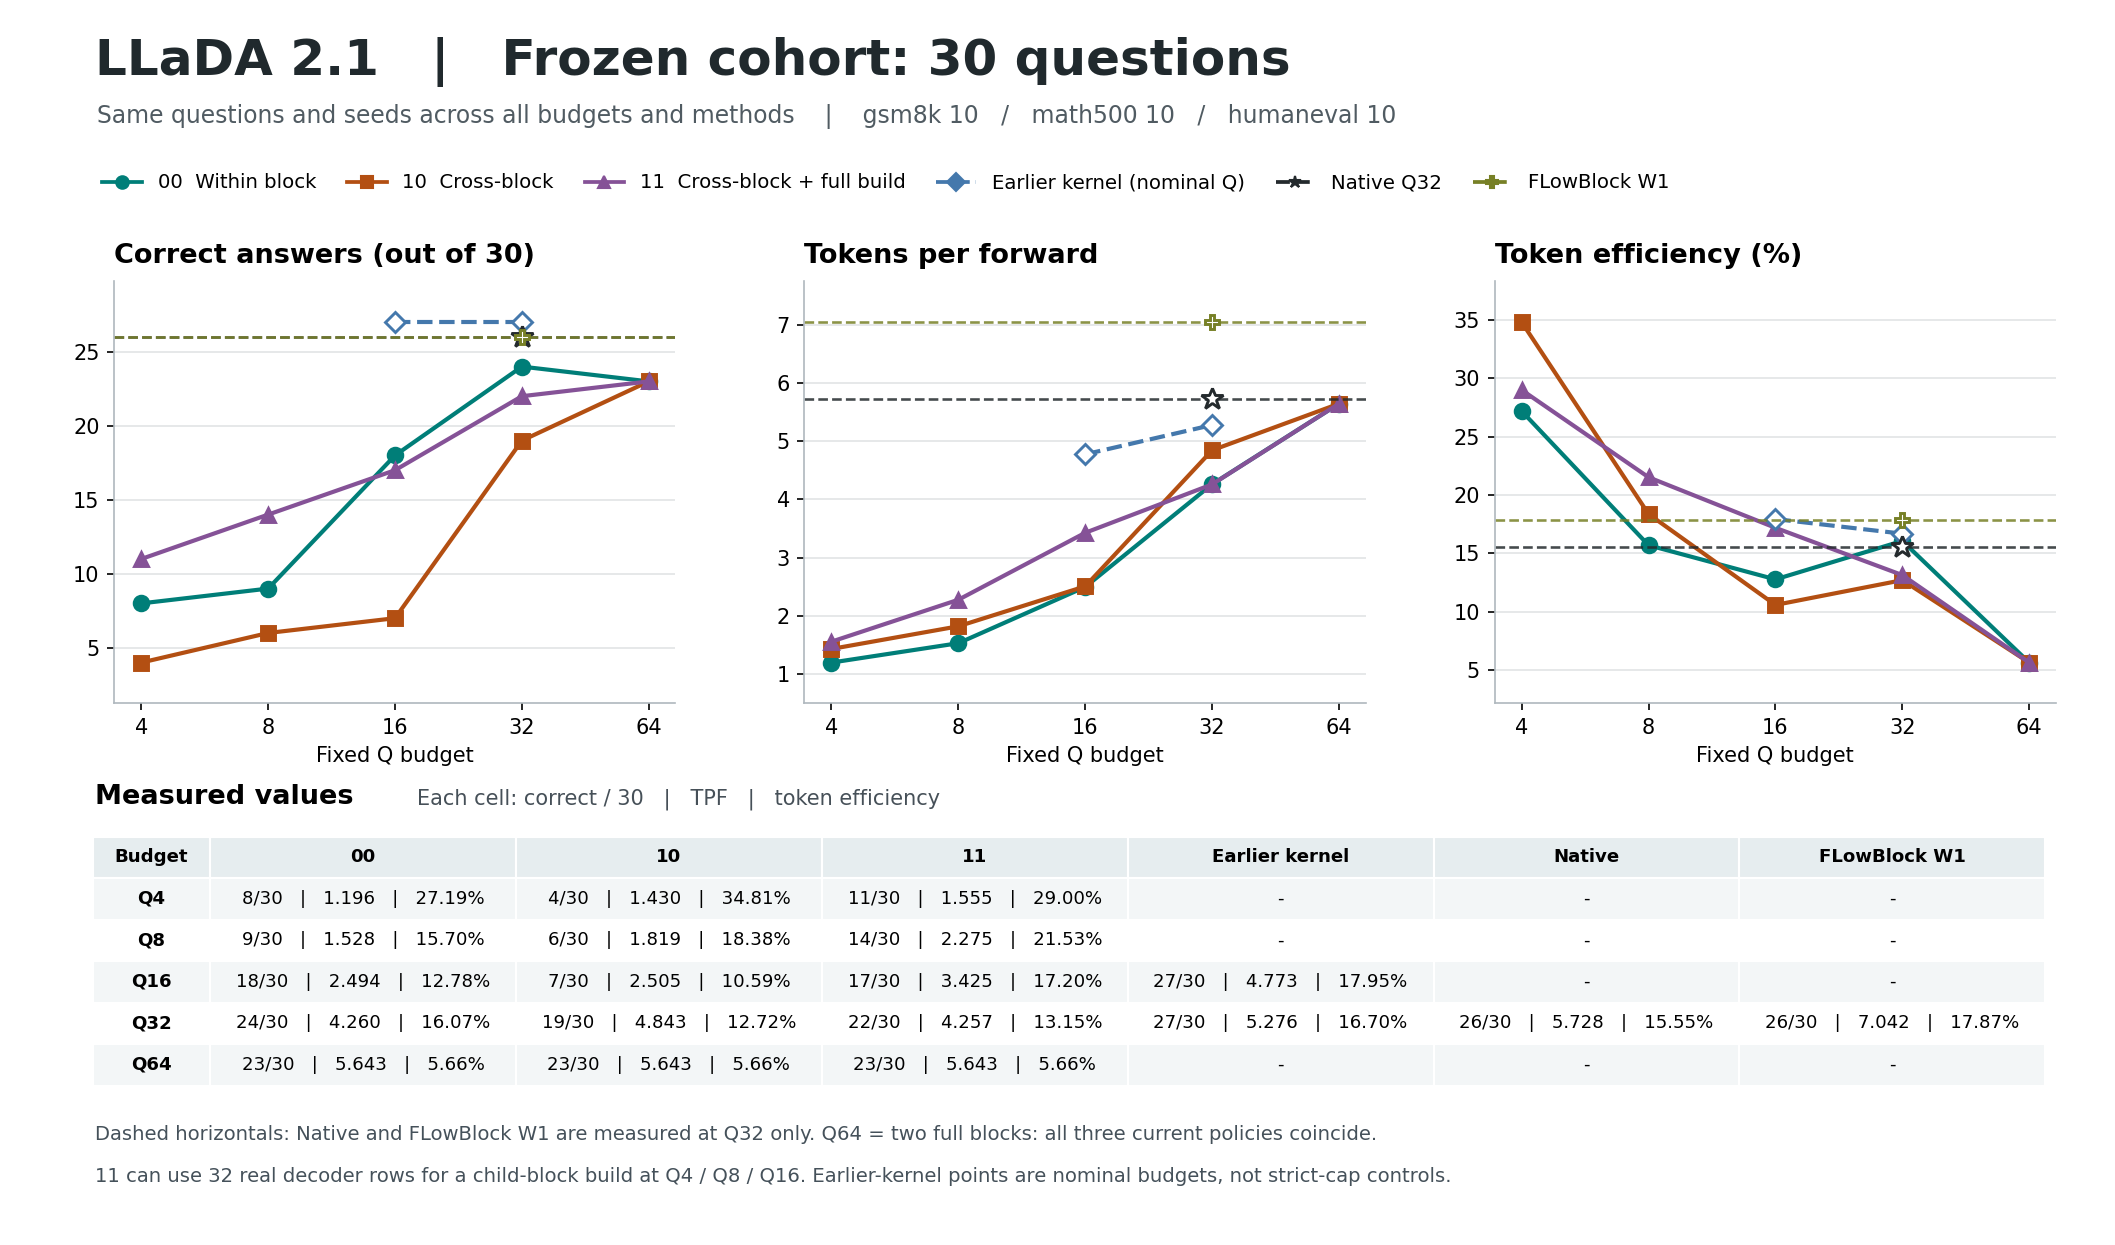 LLaDA 2.1 | Frozen cohort: 30 questions
Same questions and seeds across all budgets and methods | gsm8k 10 / math500 10 / humaneval 10
00 Within block 10 Cross-block 11 Cross-block + full build Earlier kernel (nominal Q) Native Q32 FLowBlock W1
Correct answers (out of 30)
25
20
15
10
5
4 8 16 32 64
Fixed Q budget
Tokens per forward
7
6
5
4
3
2
1
4 8 16 32 64
Fixed Q budget
Token efficiency (%)
35
30
25
20
15
10
5
4 8 16 32 64
Fixed Q budget
Measured values Each cell: correct / 30 | TPF | token efficiency
Budget 00 10 11 Earlier kernel Native FLowBlock W1
Q4 8/30 | 1.196 | 27.19% 4/30 | 1.430 | 34.81% 11/30 | 1.555 | 29.00% - - -
Q8 9/30 | 1.528 | 15.70% 6/30 | 1.819 | 18.38% 14/30 | 2.275 | 21.53% - - -
Q16 18/30 | 2.494 | 12.78% 7/30 | 2.505 | 10.59% 17/30 | 3.425 | 17.20% 27/30 | 4.773 | 17.95% - -
Q32 24/30 | 4.260 | 16.07% 19/30 | 4.843 | 12.72% 22/30 | 4.257 | 13.15% 27/30 | 5.276 | 16.70% 26/30 | 5.728 | 15.55% 26/30 | 7.042 | 17.87%
Q64 23/30 | 5.643 | 5.66% 23/30 | 5.643 | 5.66% 23/30 | 5.643 | 5.66% - - -
Dashed horizontals: Native and FLowBlock W1 are measured at Q32 only. Q64 = two full blocks: all three current policies coincide.
11 can use 32 real decoder rows for a child-block build at Q4 / Q8 / Q16. Earlier-kernel points are nominal budgets, not strict-cap controls.